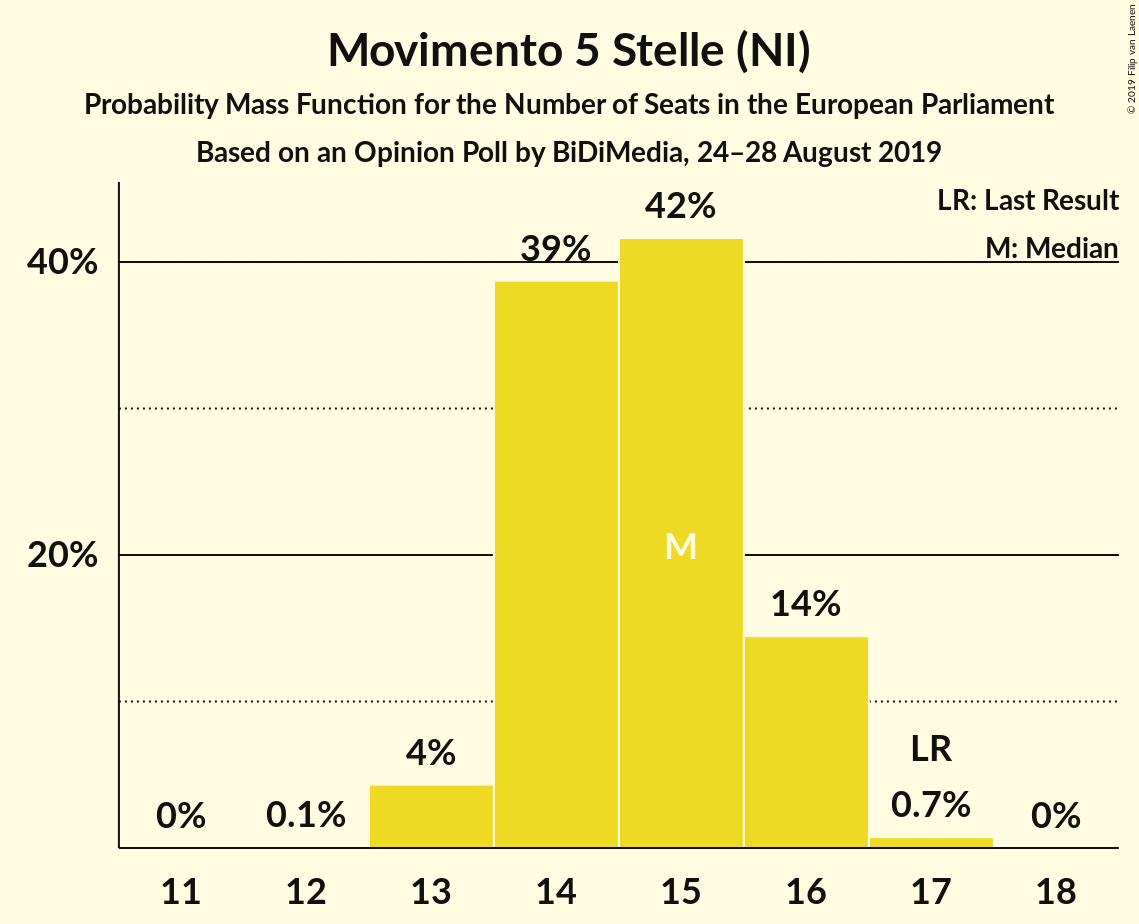 Movimento 5 Stelle (NI)
Probability Mass Function for the Number of Seats in the European Parliament
Based on an Opinion Poll by BiDiMedia, 24–28 August 2019
© 2019 Filip van Laenen
LR: Last Result
M: Median
40%
20%
0%
0.1%
4%
39%
42%
M
14%
LR
0.7%
0%
11 12 13 14 15 16 17 18